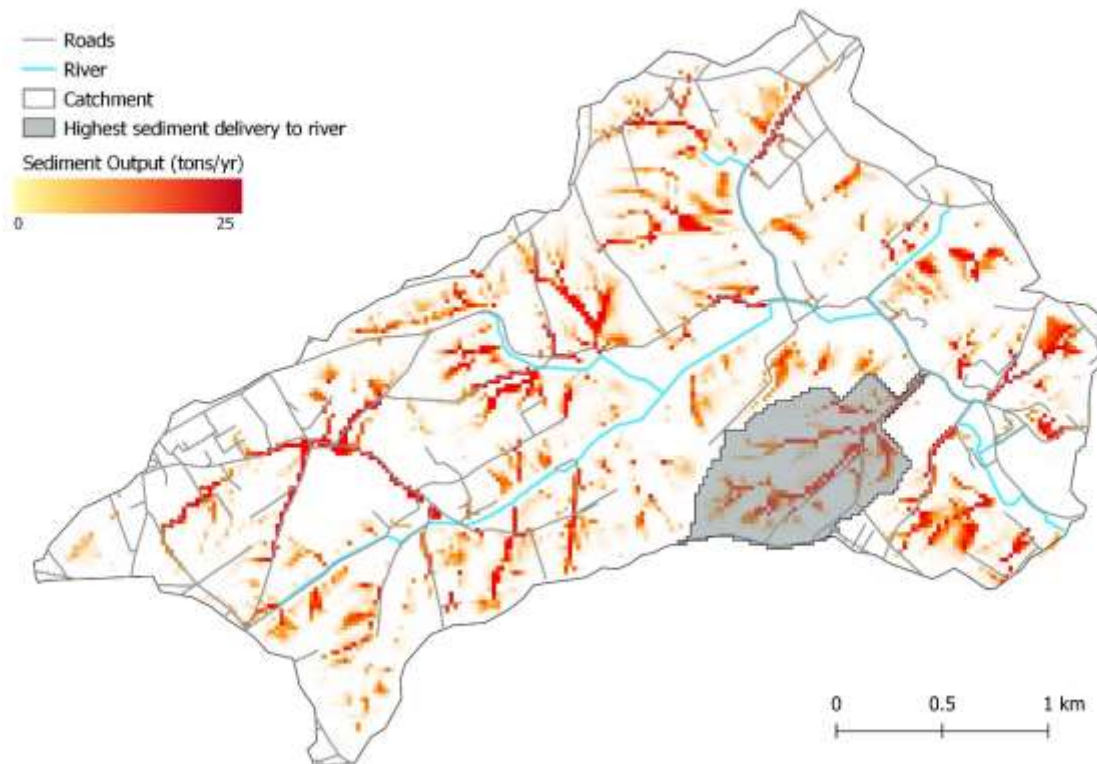 Roads
River
Catchment
Highest sediment delivery to river
Sediment Output (tons/yr)
0 25
0 0.5 1 km